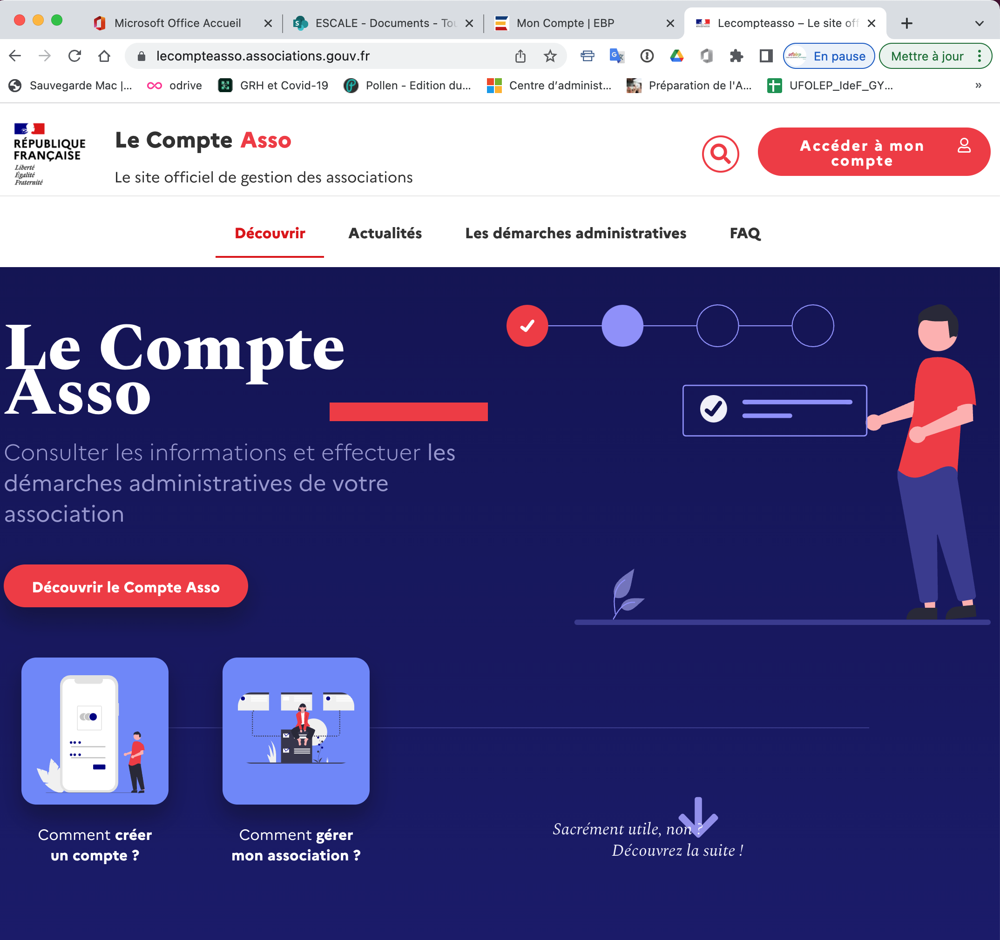 Microsoft Office Accueil
ESCALE - Documents - Tou
Mon Compte | EBP
Lecompteasso – Le site off
lecompteasso.associations.gouv.fr
ufolep
En pause
Mettre à jour
Sauvegarde Mac |...
odrive
GRH et Covid-19
Pollen - Edition du...
Centre d’administ...
Préparation de l'A...
UFOLEP_IdeF_GY...
»
RÉPUBLIQUE
FRANÇAISE
Liberté
Égalité
Fraternité
Le Compte Asso
Le site officiel de gestion des associations
Accéder à mon
compte
Découvrir
Actualités
Les démarches administratives
FAQ
Le Compte
Asso
Consulter les informations et effectuer les
démarches administratives de votre
association
Découvrir le Compte Asso
Comment créer
un compte ?
Comment gérer
mon association ?
Sacrément utile, non ?
Découvrez la suite !